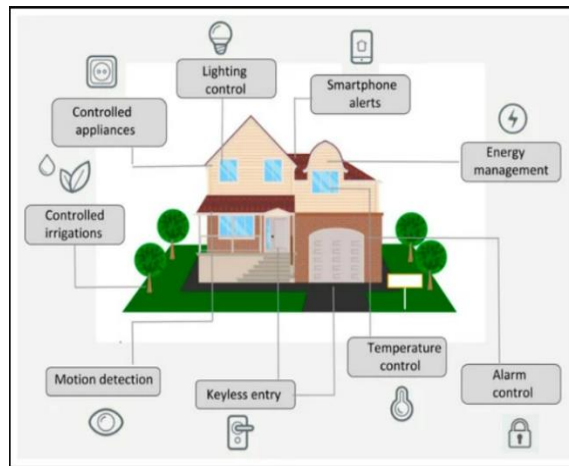 Lighting
control
Smartphone
alerts
Controlled
appliances
Energy
management
Controlled
irrigations
Motion detection
Keyless entry
Temperature
control
Alarm
control